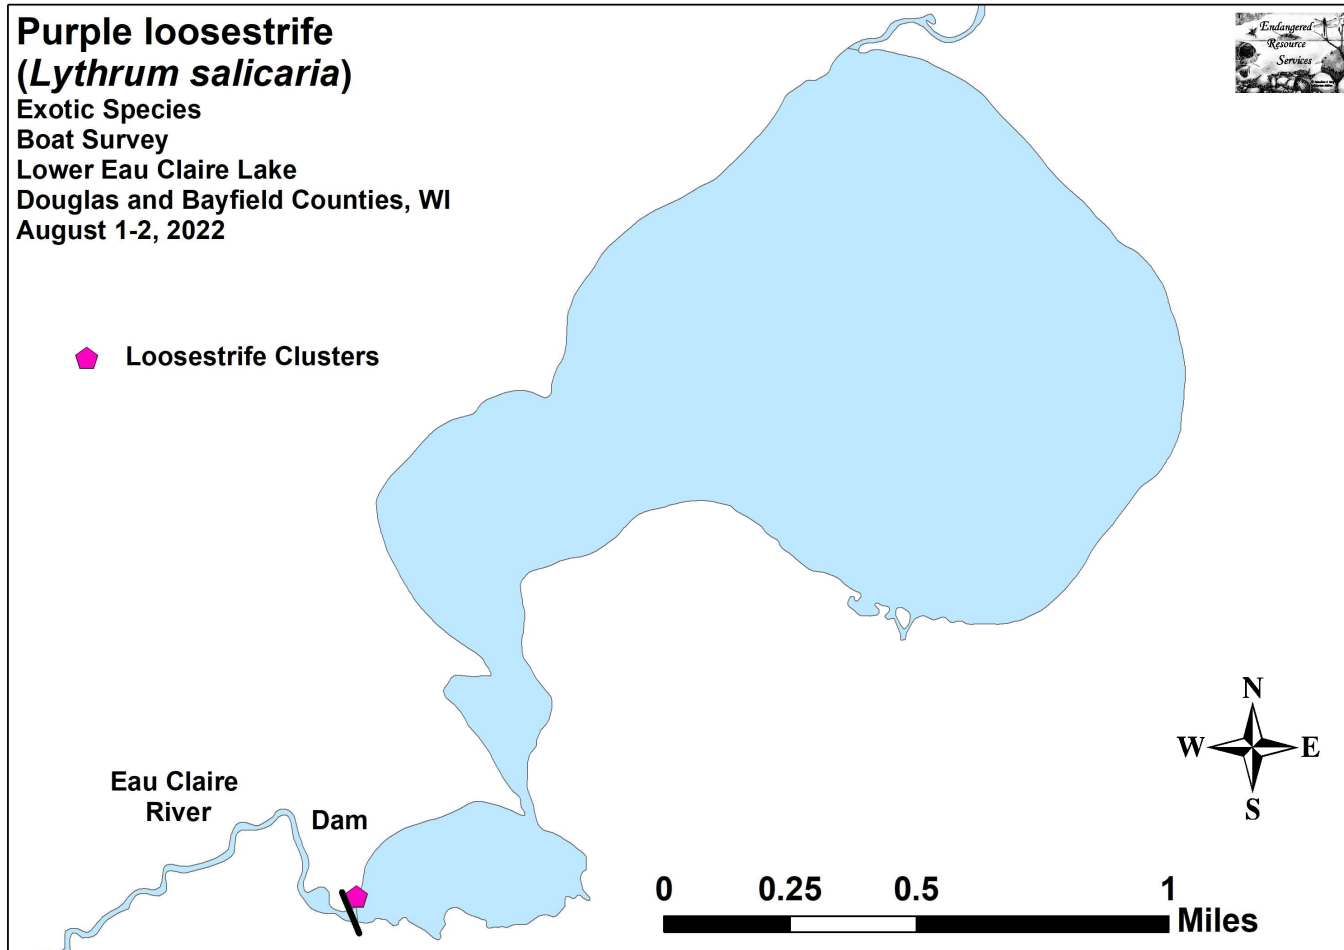 Purple loosestrife
(Lythrum salicaria)
Exotic Species
Boat Survey
Lower Eau Claire Lake
Douglas and Bayfield Counties, WI
August 1-2, 2022
Endangered
Resource
Services
Loosestrife Clusters
N
W E
S
Eau Claire
River
Dam
0 0.25 0.5 1
Miles